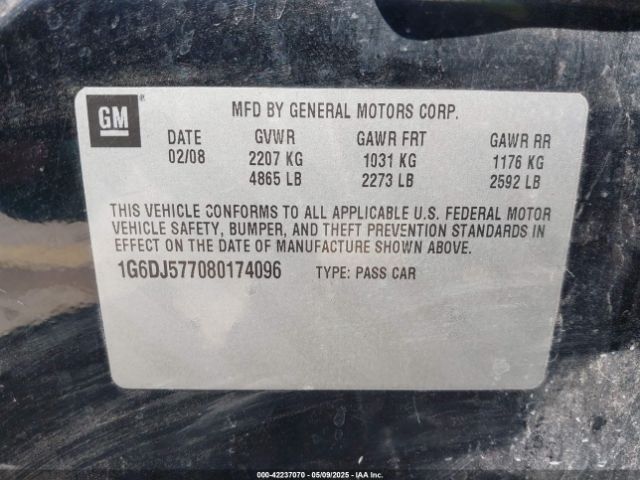 GM®
MFD BY GENERAL MOTORS CORP.
DATE GVWR GAWR FRT GAWR RR
02/08 2207 KG 1031 KG 1176 KG
4865 LB 2273 LB 2592 LB
THIS VEHICLE CONFORMS TO ALL APPLICABLE U.S. FEDERAL MOTOR
VEHICLE SAFETY, BUMPER, AND THEFT PREVENTION STANDARDS IN
EFFECT ON THE DATE OF MANUFACTURE SHOWN ABOVE.
1G6DJ577080174096 TYPE: PASS CAR
000-42237070 - 05/09/2025 - IAA Inc.